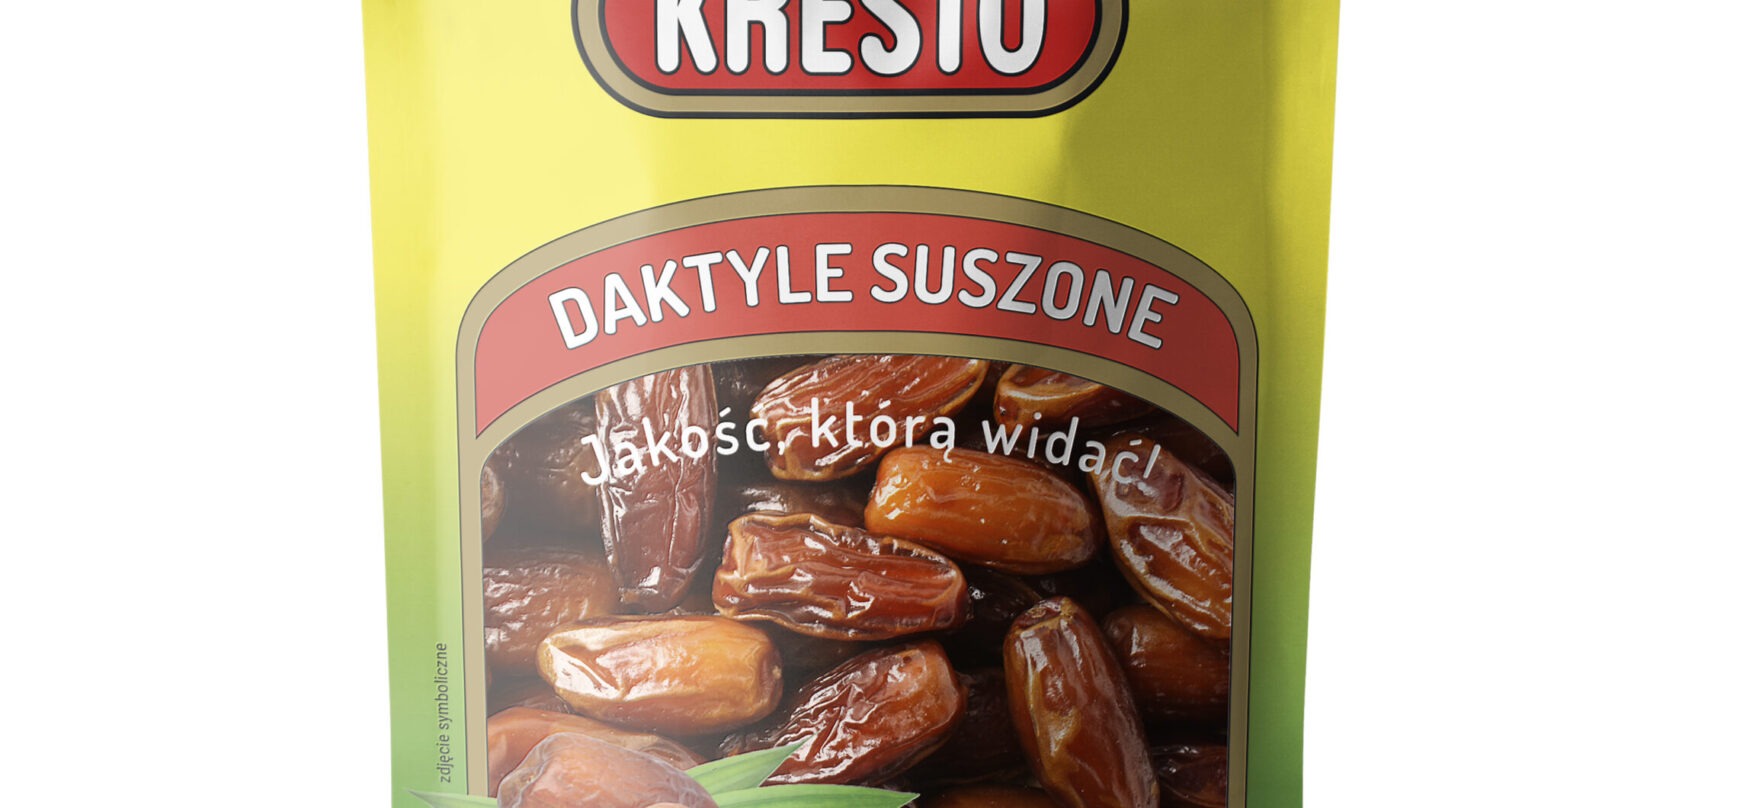 KRESTO
DAKTYLE SUSZONE
Jakość, którą widać!
zdjęcie symboliczne